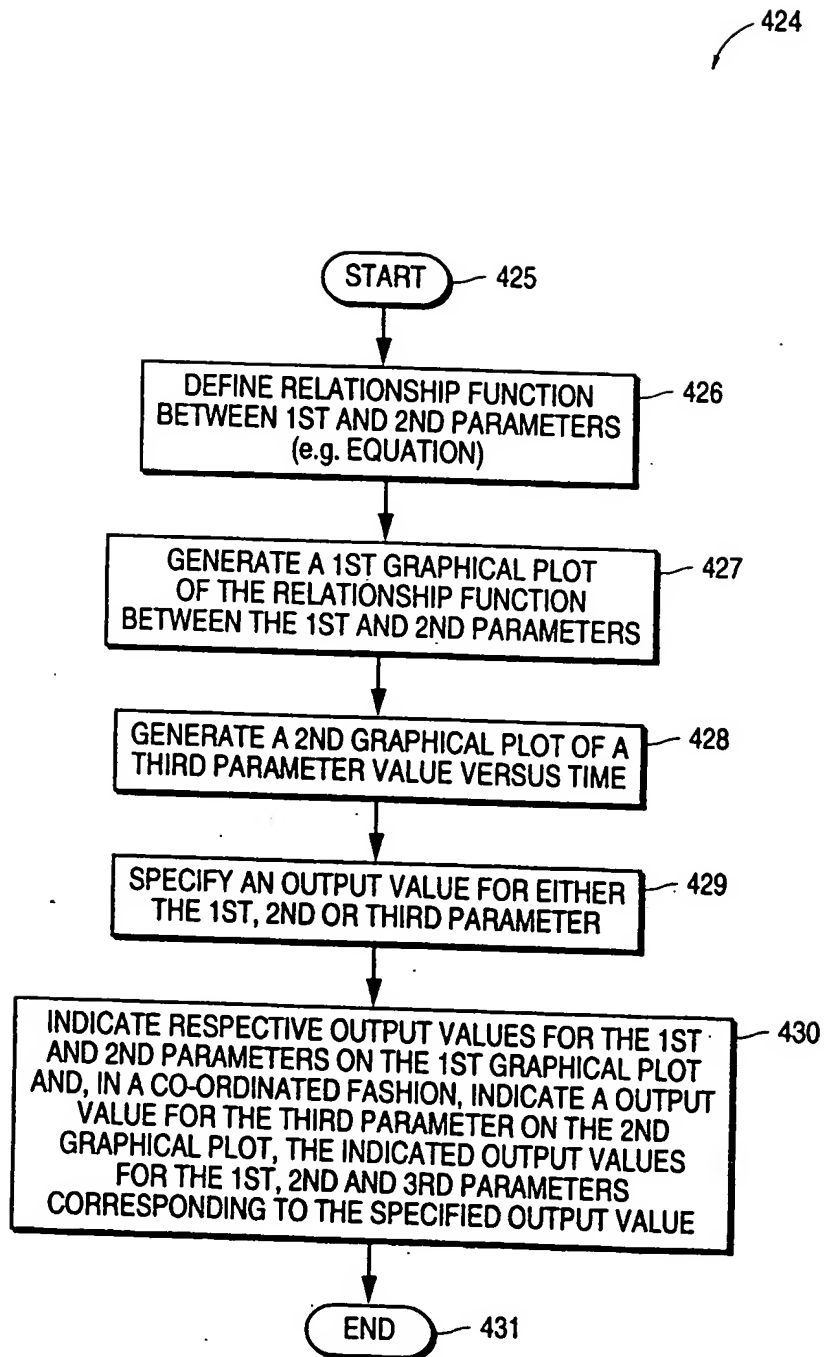 424
START
425
DEFINE RELATIONSHIP FUNCTION
BETWEEN 1ST AND 2ND PARAMETERS
(e.g. EQUATION)
426
GENERATE A 1ST GRAPHICAL PLOT
OF THE RELATIONSHIP FUNCTION
BETWEEN THE 1ST AND 2ND PARAMETERS
427
GENERATE A 2ND GRAPHICAL PLOT OF A
THIRD PARAMETER VALUE VERSUS TIME
428
SPECIFY AN OUTPUT VALUE FOR EITHER
THE 1ST, 2ND OR THIRD PARAMETER
429
INDICATE RESPECTIVE OUTPUT VALUES FOR THE 1ST
AND 2ND PARAMETERS ON THE 1ST GRAPHICAL PLOT
AND, IN A CO-ORDINATED FASHION, INDICATE A OUTPUT
VALUE FOR THE THIRD PARAMETER ON THE 2ND
GRAPHICAL PLOT, THE INDICATED OUTPUT VALUES
FOR THE 1ST, 2ND AND 3RD PARAMETERS
CORRESPONDING TO THE SPECIFIED OUTPUT VALUE
430
END
431